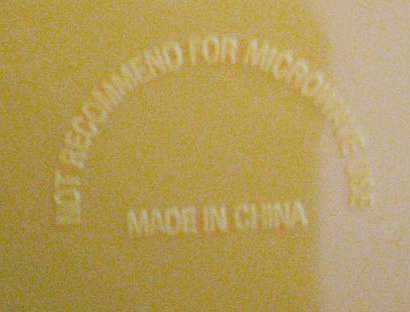 NOT RECOMMEND FOR MICROWAVE USE
MADE IN CHINA